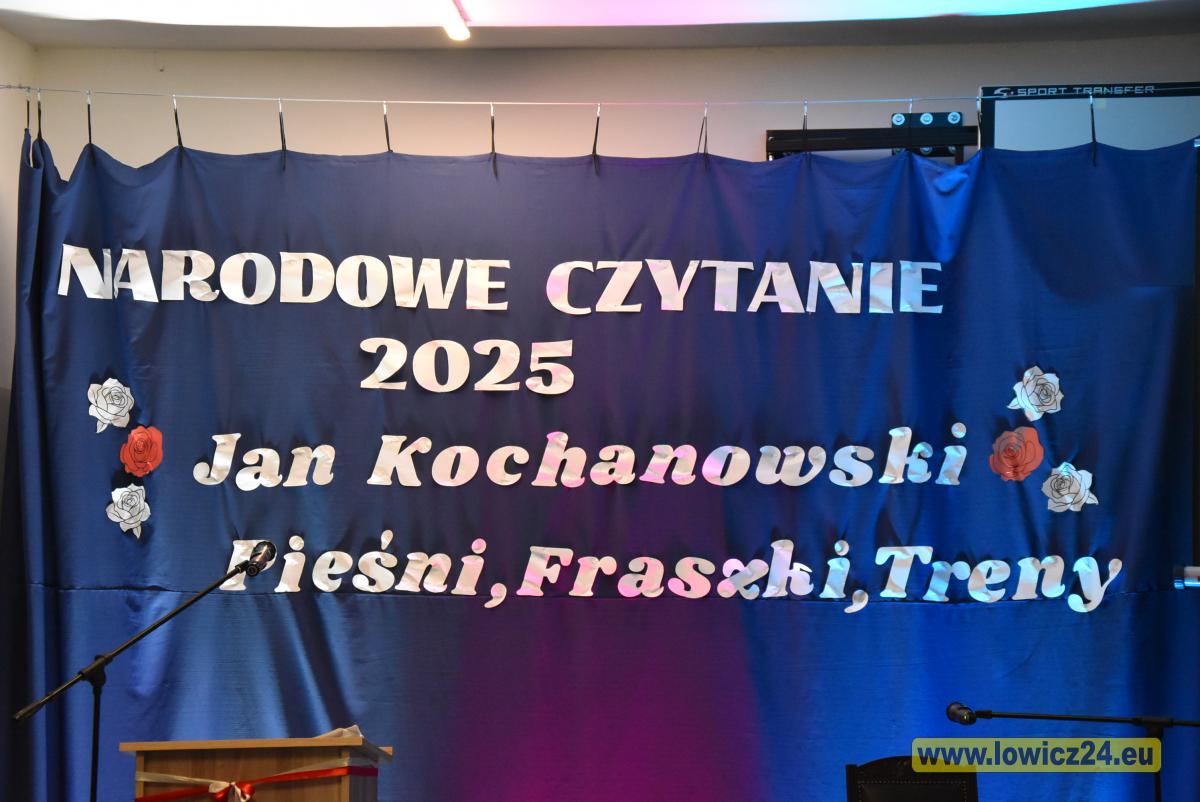 SPORT TRANSFER
NARODOWE CZYTANIE
2025
Jan Kochanowski
Pieśni, Fraszki, Treny
www.lowicz24.eu